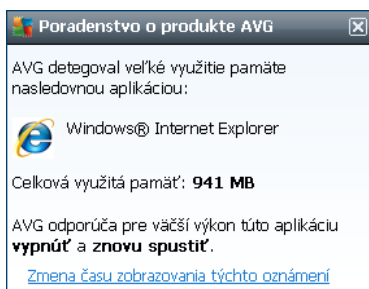 Poradenstvo o produkte AVG
AVG detegoval veľké využitie pamäte
nasledovnou aplikáciou:
Windows® Internet Explorer
Celková využitá pamäť: 941 MB
AVG odporúča pre väčší výkon túto aplikáciu
vypnúť a znovu spustiť.
Zmena času zobrazovania týchto oznámení